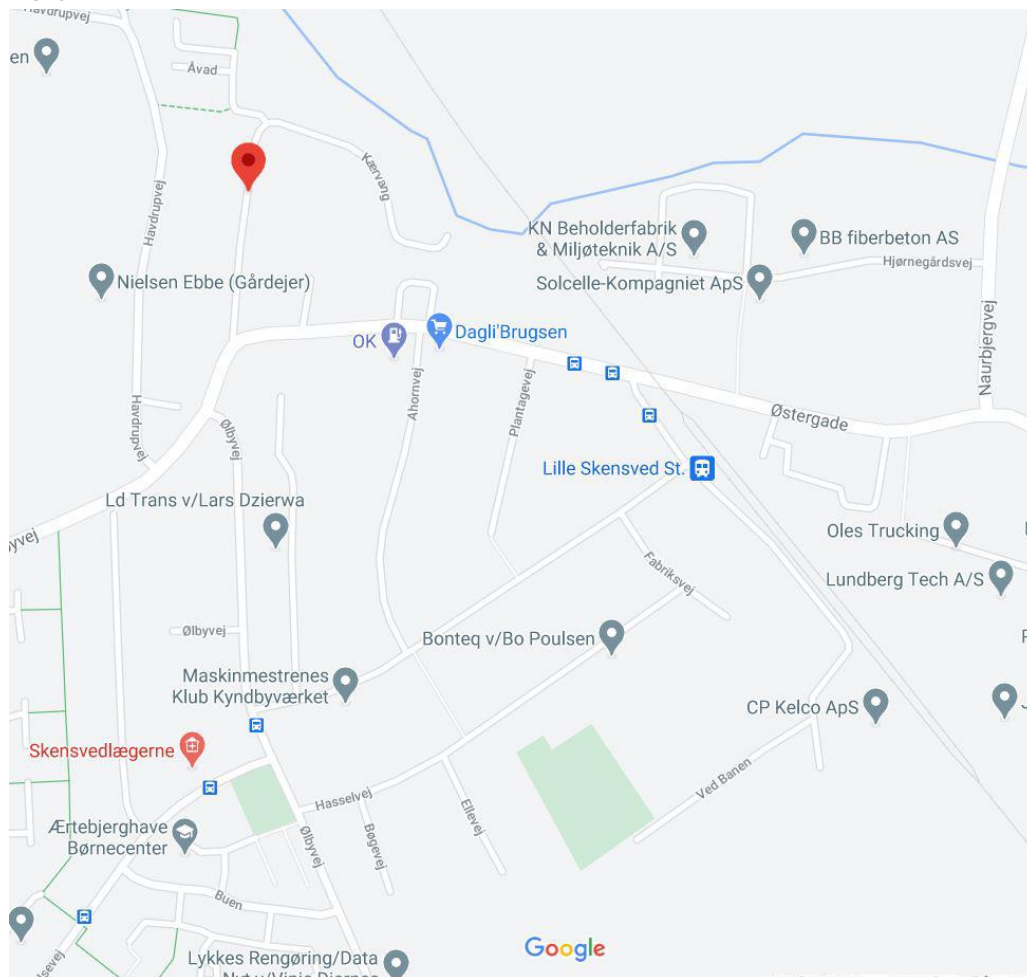 Havdrupvej
en
Åvad
Kærvang
Havdrupvej
KN Beholderfabrik
& Miljøteknik A/S
BB fiberbeton AS
Hjørnegårdsvej
Nielsen Ebbe (Gårdejer)
Solcelle-Kompagniet ApS
Naurbjergvej
OK
Dagli'Brugsen
Ahornvej
Plantagevej
Havdrupvej
Ølbyvej
Østergade
Lille Skensved St.
Ld Trans v/Lars Dzierwa
byvej
Oles Trucking
Fabriksvej
Lundberg Tech A/S
Ølbyvej
Bonteq v/Bo Poulsen
Maskinmestrenes
Klub Kyndbyværket
CP Kelco ApS
J
Skensvedlægerne
Ved Banen
Hasselvej
Ellevej
Ærtebjerghave
Børnecenter
Ølbyvej
Bøgevej
Buen
Google
Lykkes Rengøring/Data